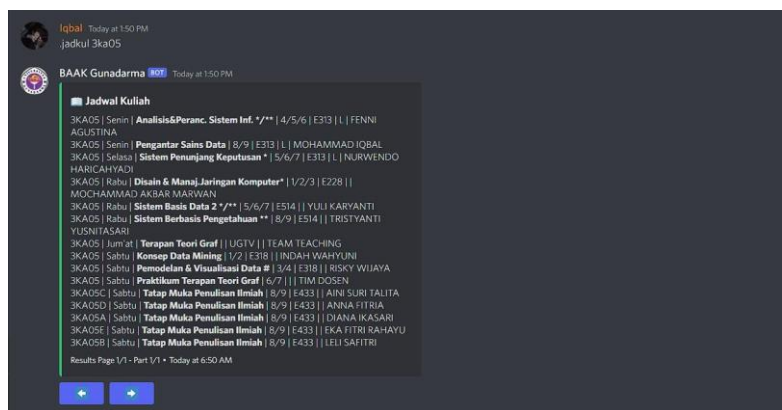 Iqbal Today at 1:50 PM
.jadkul 3ka05
BAAK Gunadarma BOT Today at 1:50 PM
Jadwal Kuliah
3KA05 | Senin | Analisis&Peranc. Sistem Inf. */** | 4/5/6 | E313 | L | FENNI
AGUSTINA
3KA05 | Senin | Pengantar Sains Data | 8/9 | E313 | L | MOHAMMAD IQBAL
3KA05 | Selasa | Sistem Penunjang Keputusan * | 5/6/7 | E313 | L | NURWENDO
HARICAHYADI
3KA05 | Rabu | Disain & Manaj.Jaringan Komputer* | 1/2/3 | E228 | |
MOCHAMMAD AKBAR MARWAN
3KA05 | Rabu | Sistem Basis Data 2 */** | 5/6/7 | E514 | | YULI KARYANTI
3KA05 | Rabu | Sistem Berbasis Pengetahuan ** | 8/9 | E514 | | TRISTYANTI
YUSNITASARI
3KA05 | Jum'at | Terapan Teori Graf | | UGTV | | TEAM TEACHING
3KA05 | Sabtu | Konsep Data Mining | 1/2 | E318 | | INDAH WAHYUNI
3KA05 | Sabtu | Pemodelan & Visualisasi Data # | 3/4 | E318 | | RISKY WIJAYA
3KA05 | Sabtu | Praktikum Terapan Teori Graf | 6/7 | | | TIM DOSEN
3KA05C | Sabtu | Tatap Muka Penulisan Ilmiah | 8/9 | E433 | | AINI SURI TALITA
3KA05D | Sabtu | Tatap Muka Penulisan Ilmiah | 8/9 | E433 | | ANNA FITRIA
3KA05A | Sabtu | Tatap Muka Penulisan Ilmiah | 8/9 | E433 | | DIANA IKASARI
3KA05E | Sabtu | Tatap Muka Penulisan Ilmiah | 8/9 | E433 | | EKA FITRI RAHAYU
3KA05B | Sabtu | Tatap Muka Penulisan Ilmiah | 8/9 | E433 | | LELI SAFITRI
Results Page 1/1 - Part 1/1 • Today at 6:50 AM